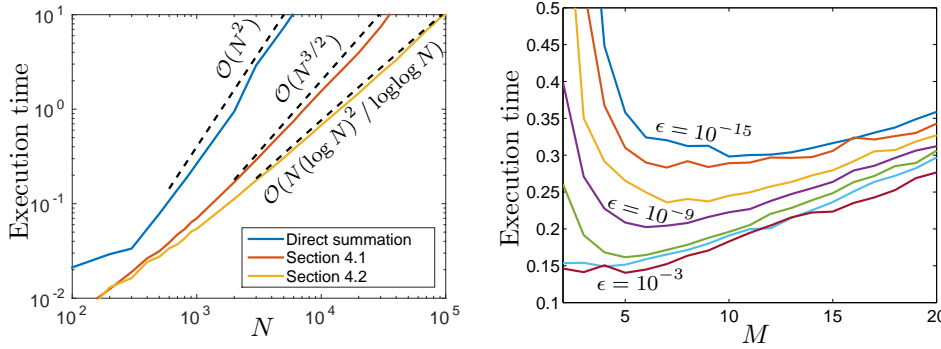 Execution time
10^1
10^0
10^{-1}
10^{-2}
10^2
10^3
10^4
10^5
N
O(N^2)
O(N^{3/2})
O(N(log N)^2/ loglog N)
Direct summation
Section 4.1
Section 4.2
Execution time
0.5
0.45
0.4
0.35
0.3
0.25
0.2
0.15
0.1
5
10
15
20
M
ϵ = 10^{-15}
ϵ = 10^{-9}
ϵ = 10^{-3}